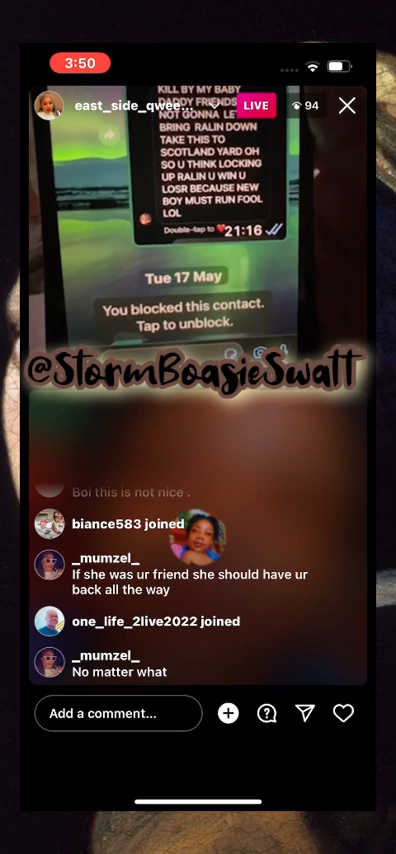 3:50
east_side_qwee...
LIVE
94
KILL BY MY BABY
DADDY FRIENDS
NOT GONNA LET
BRING RALIN DOWN
TAKE THIS TO
SCOTLAND YARD OH
SO U THINK LOCKING
UP RALIN U WIN U
LOSR BECAUSE NEW
BOY MUST RUN FOOL
LOL
Double-tap to ❤ 21:16
Tue 17 May
You blocked this contact.
Tap to unblock.
@StormBoasieSwatt
Boi this is not nice .
biance583 joined
_mumzel_
If she was ur friend she should have ur
back all the way
one_life_2live2022 joined
_mumzel_
No matter what
Add a comment...